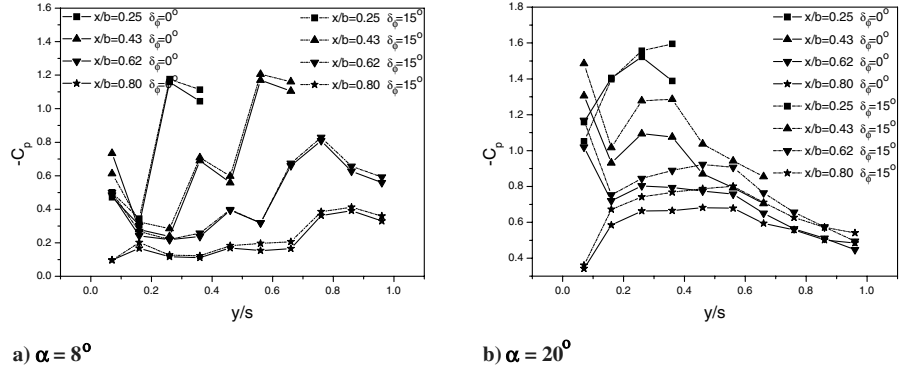 x/b=0.25 δϕ=0°
x/b=0.43 δϕ=0°
x/b=0.62 δϕ=0°
x/b=0.80 δϕ=0°
x/b=0.25 δϕ=15°
x/b=0.43 δϕ=15°
x/b=0.62 δϕ=15°
x/b=0.80 δϕ=15°
1.6
1.4
1.2
1.0
0.8
0.6
0.4
0.2
0.0
-Cp
0.0 0.2 0.4 0.6 0.8 1.0
y/s
a) α = 8°
x/b=0.25 δϕ=0°
x/b=0.43 δϕ=0°
x/b=0.62 δϕ=0°
x/b=0.80 δϕ=0°
x/b=0.25 δϕ=15°
x/b=0.43 δϕ=15°
x/b=0.62 δϕ=15°
x/b=0.80 δϕ=15°
1.8
1.6
1.4
1.2
1.0
0.8
0.6
0.4
-Cp
0.0 0.2 0.4 0.6 0.8 1.0
y/s
b) α = 20°